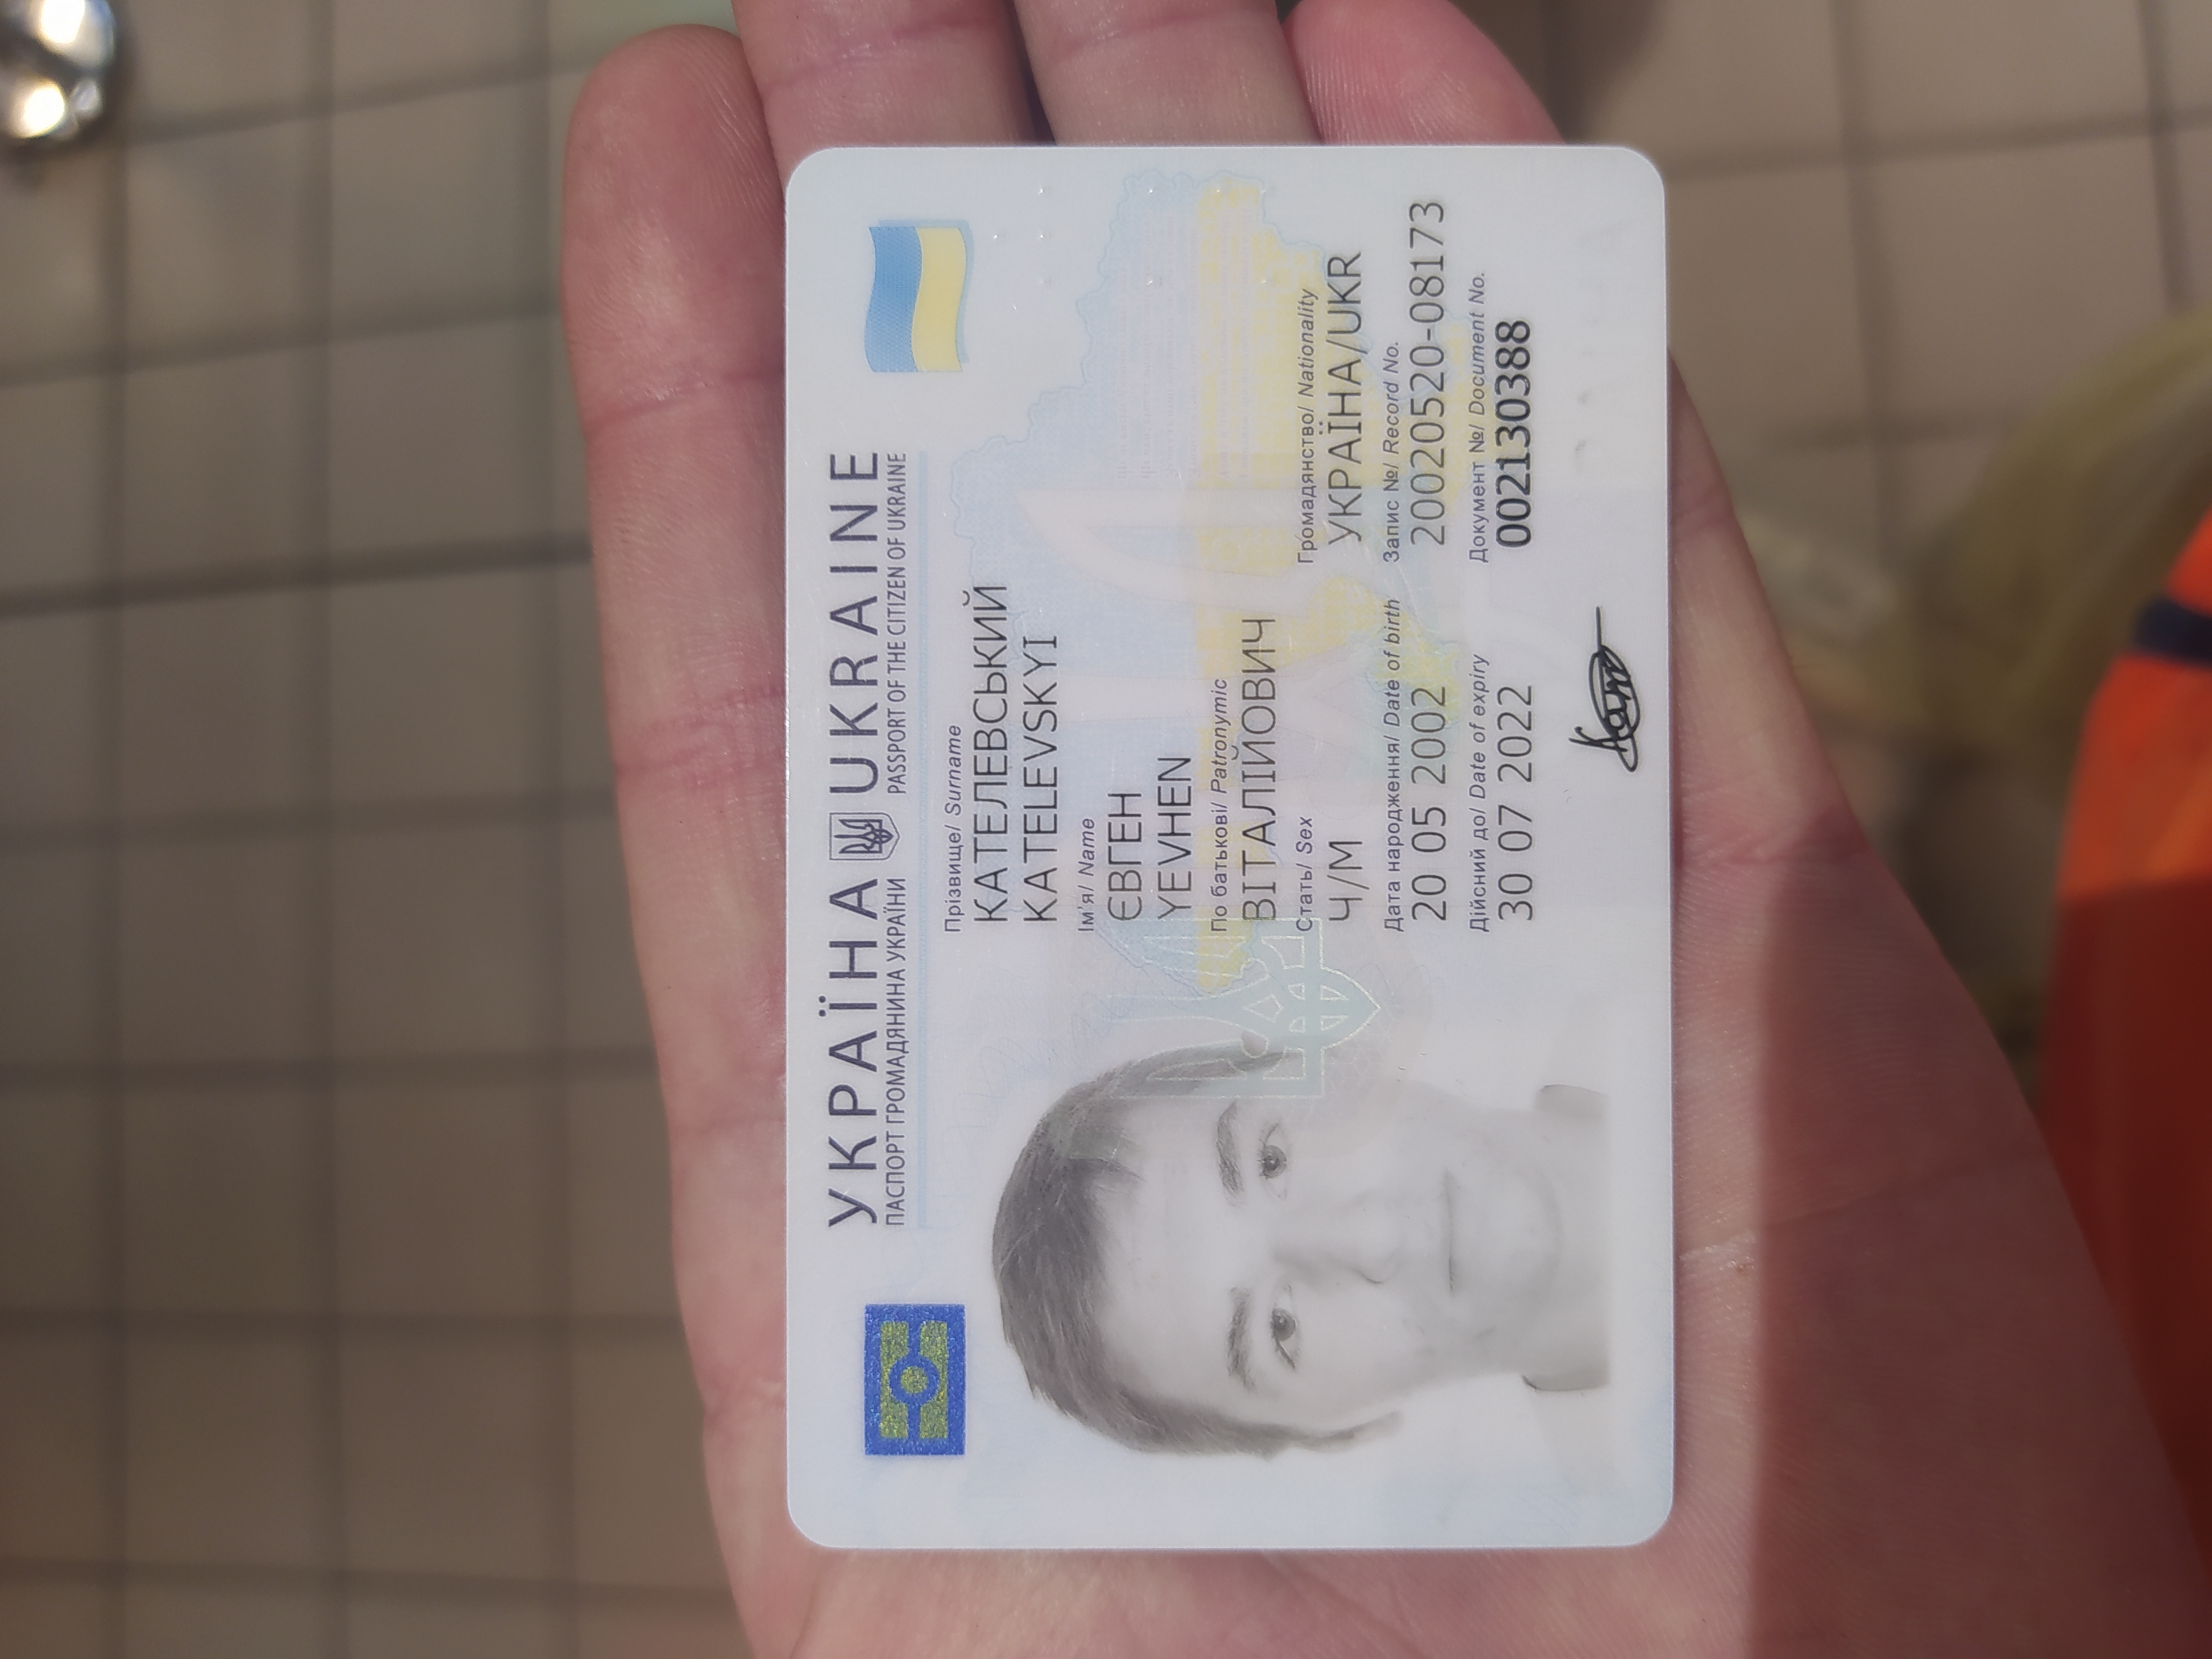 УКРАЇНА UKRAINE
ПАСПОРТ ГРОМАДЯНИНА УКРАЇНИ PASSPORT OF THE CITIZEN OF UKRAINE
Прізвище/ Surname
КАТЕЛЕВСЬКИЙ
KATELEVSKYI
Ім'я/ Name
ЄВГЕН
YEVHEN
По батькові/ Patronymic
ВІТАЛІЙОВИЧ
Стать/ Sex Громадянство/ Nationality
Ч/M УКРАЇНА/UKR
Дата народження/ Date of birth Запис №/ Record No.
20 05 2002 20020520-08173
Дійсний до/ Date of expiry Документ №/ Document No.
30 07 2022 002130388